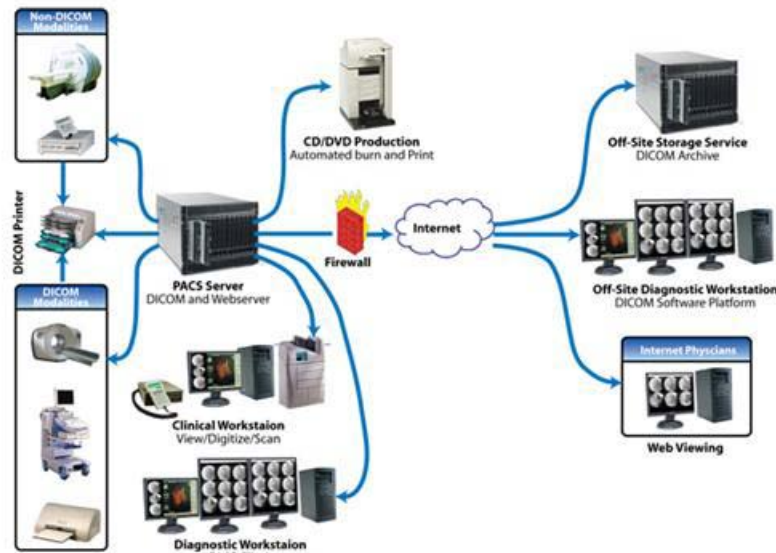 Non-DICOM
Modalities
CD/DVD Production
Automated burn and Print
Off-Site Storage Service
DICOM Archive
DICOM Printer
Internet
Firewall
PACS Server
DICOM and Webserver
Off-Site Diagnostic Workstation
DICOM Software Platform
DICOM
Modalities
Internet Physcians
Web Viewing
Clinical Workstaion
View/Digitize/Scan
Diagnostic Workstaion